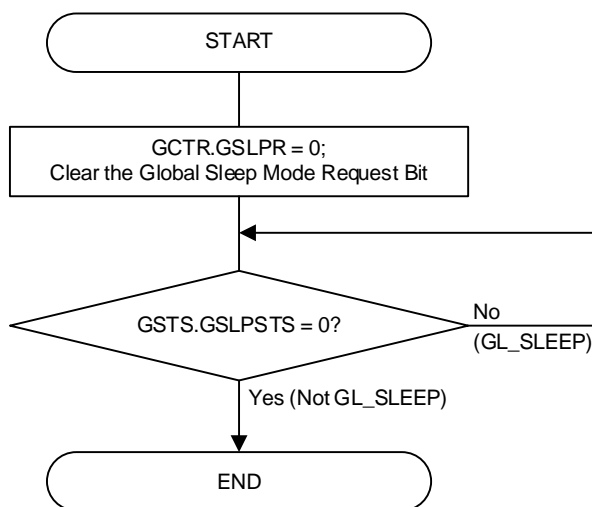 START
GCTR.GSLPR = 0;
Clear the Global Sleep Mode Request Bit
GSTS.GSLPSTS = 0?
No
(GL_SLEEP)
Yes (Not GL_SLEEP)
END